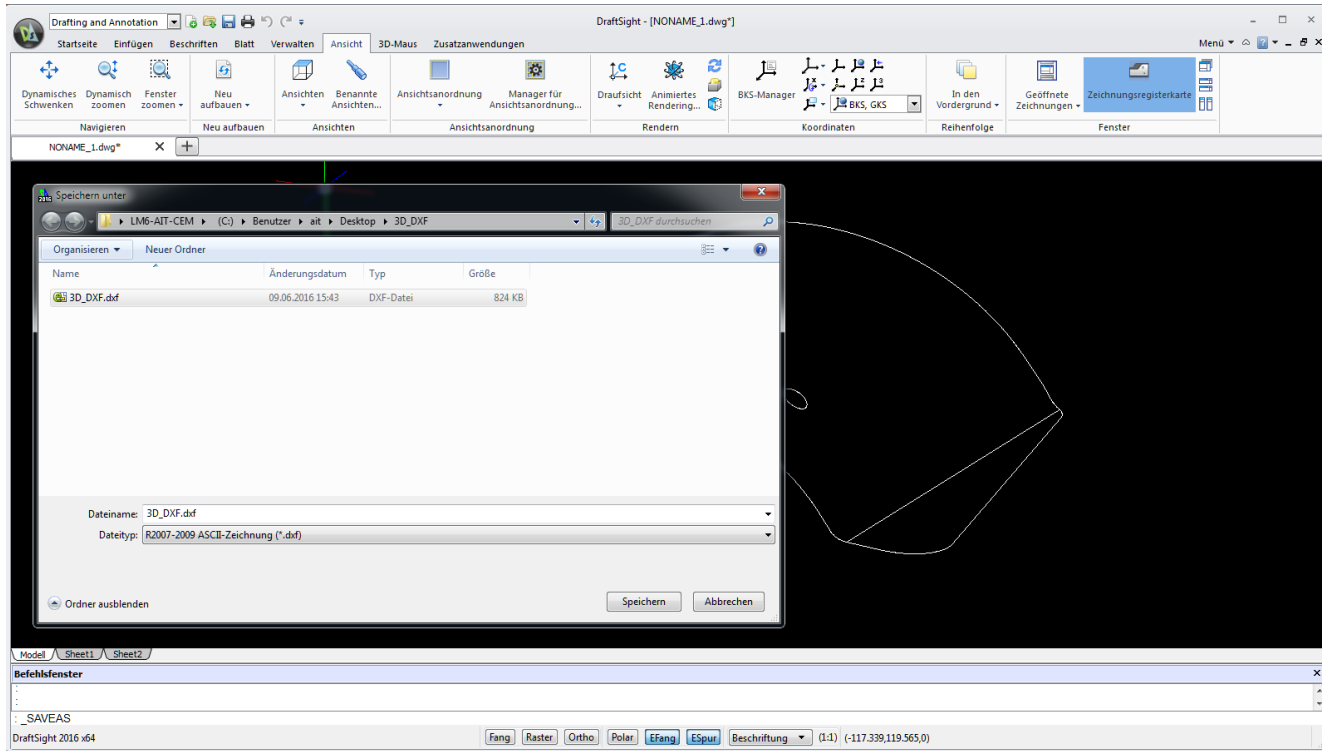 Drafting and Annotation
DraftSight - [NONAME_1.dwg*]
Startseite Einfügen Beschriften Blatt Verwalten Ansicht 3D-Maus Zusatzanwendungen Menü
Dynamisches Schwenken
Dynamisch zoomen
Fenster zoomen
Neu aufbauen
Ansichten
Benannte Ansichten...
Ansichtsanordnung
Manager für Ansichtsanordnung...
Draufsicht
Animiertes Rendering...
BKS-Manager
BKS, GKS
In den Vordergrund
Geöffnete Zeichnungen
Zeichnungsregisterkarte
Navigieren Neu aufbauen Ansichten Ansichtsanordnung Rendern Koordinaten Reihenfolge Fenster
NONAME_1.dwg*
2016 Speichern unter
LM6-AIT-CEM (C:) Benutzer ait Desktop 3D_DXF 3D_DXF durchsuchen
Organisieren Neuer Ordner
Name Änderungsdatum Typ Größe
3D_DXF.dxf 09.06.2016 15:43 DXF-Datei 824 KB
Dateiname: 3D_DXF.dxf
Dateityp: R2007-2009 ASCII-Zeichnung (*.dxf)
Ordner ausblenden Speichern Abbrechen
Modell Sheet1 Sheet2
Befehlsfenster
:
:
: _SAVEAS
DraftSight 2016 x64 Fang Raster Ortho Polar EFang ESpur Beschriftung (1:1) (-117.339,119.565,0)